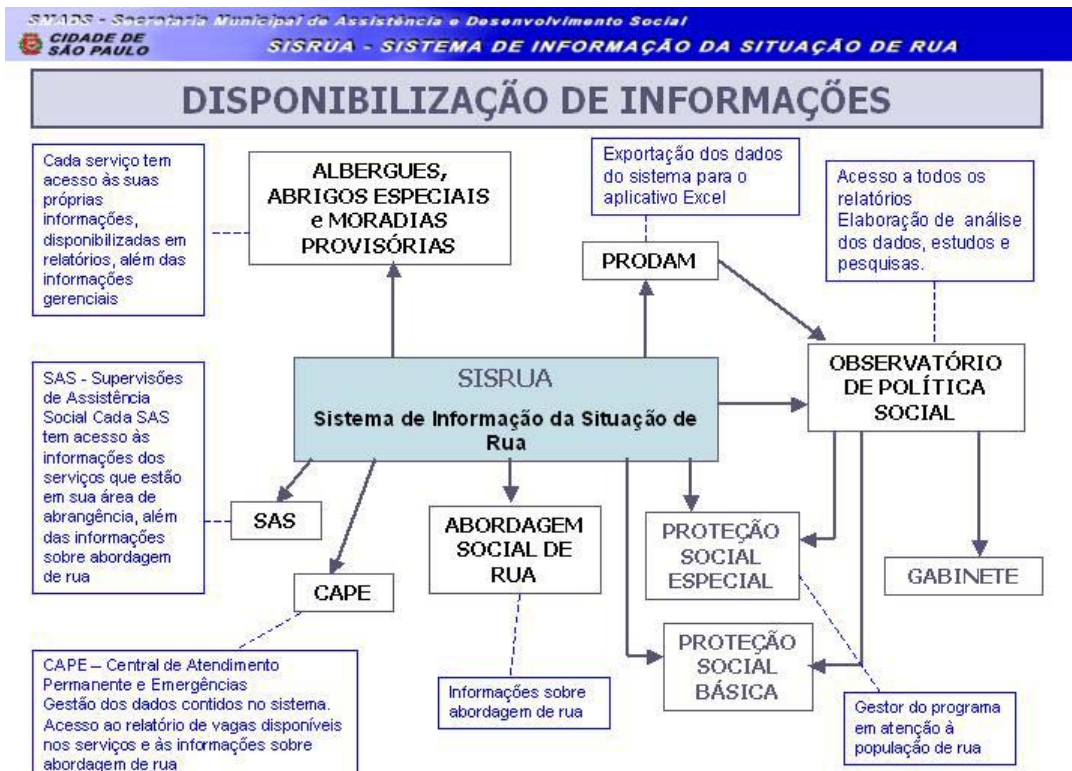 SMADS - Secretaria Municipal de Assistência e Desenvolvimento Social
CIDADE DE
SÃO PAULO
SISRUA - SISTEMA DE INFORMAÇÃO DA SITUAÇÃO DE RUA
DISPONIBILIZAÇÃO DE INFORMAÇÕES
Cada serviço tem
acesso às suas
próprias
informações,
disponibilizadas em
relatórios, além das
informações
gerenciais
ALBERGUES,
ABRIGOS ESPECIAIS
e MORADIAS
PROVISÓRIAS
Exportação dos dados
do sistema para o
aplicativo Excel
PRODAM
Acesso a todos os
relatórios
Elaboração de análise
dos dados, estudos e
pesquisas.
OBSERVATÓRIO
DE POLÍTICA
SOCIAL
SISRUA
Sistema de Informação da Situação de
Rua
SAS - Supervisões
de Assistência
Social Cada SAS
tem acesso às
informações dos
serviços que estão
em sua área de
abrangência, além
das informações
sobre abordagem
de rua
SAS
CAPE
ABORDAGEM
SOCIAL DE
RUA
PROTEÇÃO
SOCIAL
ESPECIAL
GABINETE
PROTEÇÃO
SOCIAL
BÁSICA
CAPE – Central de Atendimento
Permanente e Emergências
Gestão dos dados contidos no sistema.
Acesso ao relatório de vagas disponíveis
nos serviços e às informações sobre
abordagem de rua
Informações sobre
abordagem de rua
Gestor do programa
em atenção à
população de rua